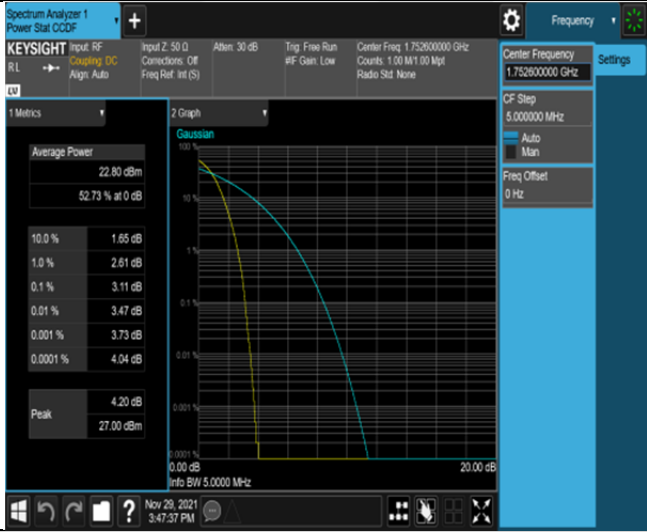 Spectrum Analyzer 1
Power Stat CCDF
Frequency
KEYSIGHT
Input: RF
Coupling: DC
Align: Auto
Input Z: 50 Ω
Corrections: Off
Freq Ref: Int (S)
Atten: 30 dB
Trig: Free Run
#IF Gain: Low
Center Freq: 1.752600000 GHz
Counts: 1.00 M/1.00 Mpt
Radio Std: None
R L
LV
Center Frequency
1.752600000 GHz
Settings
CF Step
5.000000 MHz
Auto
Man
Freq Offset
0 Hz
1 Metrics
Average Power
22.80 dBm
52.73 % at 0 dB
10.0 % 1.65 dB
1.0 % 2.61 dB
0.1 % 3.11 dB
0.01 % 3.47 dB
0.001 % 3.73 dB
0.0001 % 4.04 dB
Peak
4.20 dB
27.00 dBm
2 Graph
Gaussian
100 %
10 %
1 %
0.1 %
0.01 %
0.001 %
0.0001 %
0.00 dB
20.00 dB
Info BW 5.0000 MHz
?
Nov 29, 2021
3:47:37 PM